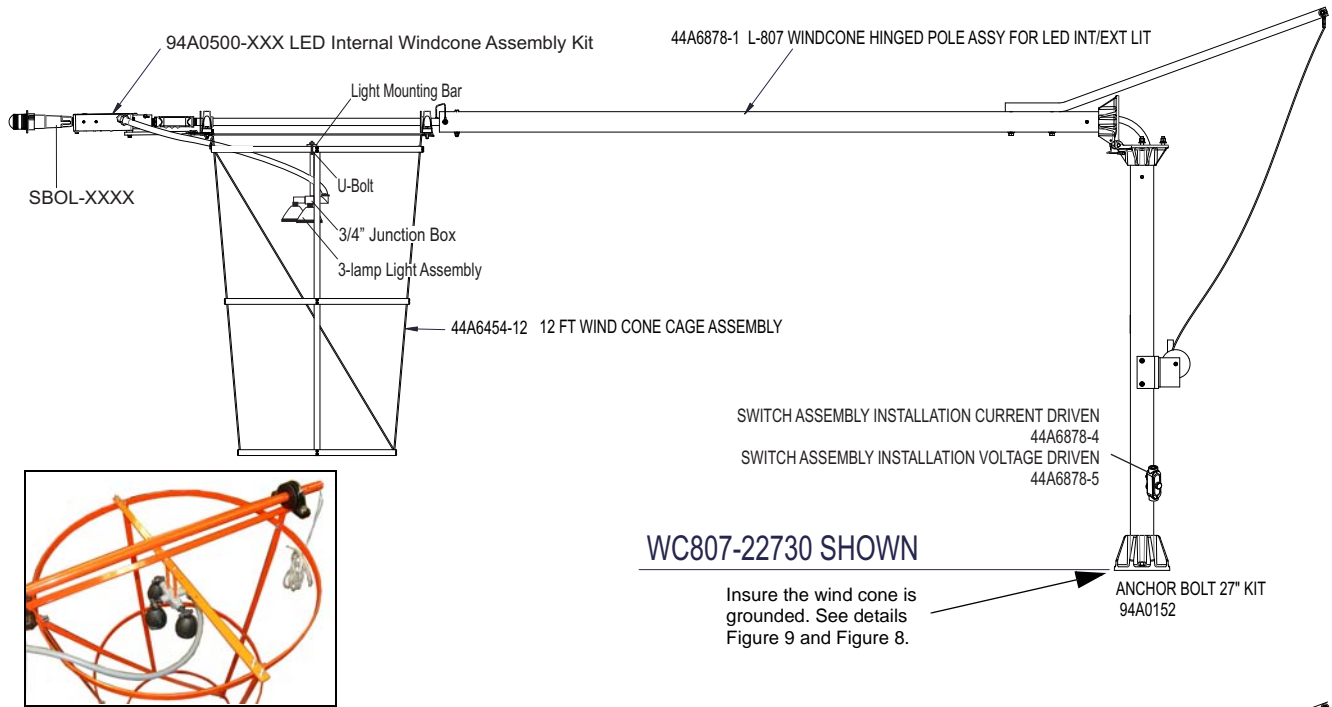 94A0500-XXX LED Internal Windcone Assembly Kit
44A6878-1 L-807 WINDCONE HINGED POLE ASSY FOR LED INT/EXT LIT
Light Mounting Bar
SBOL-XXXX
U-Bolt
3/4" Junction Box
3-lamp Light Assembly
44A6454-12 12 FT WIND CONE CAGE ASSEMBLY
SWITCH ASSEMBLY INSTALLATION CURRENT DRIVEN
44A6878-4
SWITCH ASSEMBLY INSTALLATION VOLTAGE DRIVEN
44A6878-5
WC807-22730 SHOWN
Insure the wind cone is
grounded. See details
Figure 9 and Figure 8.
ANCHOR BOLT 27" KIT
94A0152